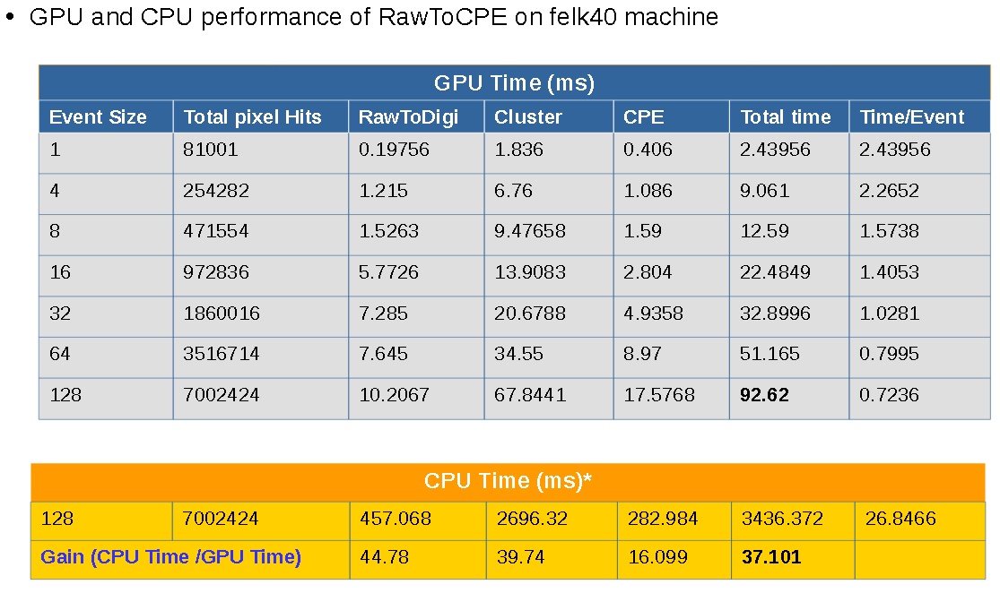 • GPU and CPU performance of RawToCPE on felk40 machine
GPU Time (ms)
Event Size Total pixel Hits RawToDigi Cluster CPE Total time Time/Event
1 81001 0.19756 1.836 0.406 2.43956 2.43956
4 254282 1.215 6.76 1.086 9.061 2.2652
8 471554 1.5263 9.47658 1.59 12.59 1.5738
16 972836 5.7726 13.9083 2.804 22.4849 1.4053
32 1860016 7.285 20.6788 4.9358 32.8996 1.0281
64 3516714 7.645 34.55 8.97 51.165 0.7995
128 7002424 10.2067 67.8441 17.5768 92.62 0.7236
CPU Time (ms)*
128 7002424 457.068 2696.32 282.984 3436.372 26.8466
Gain (CPU Time /GPU Time) 44.78 39.74 16.099 37.101